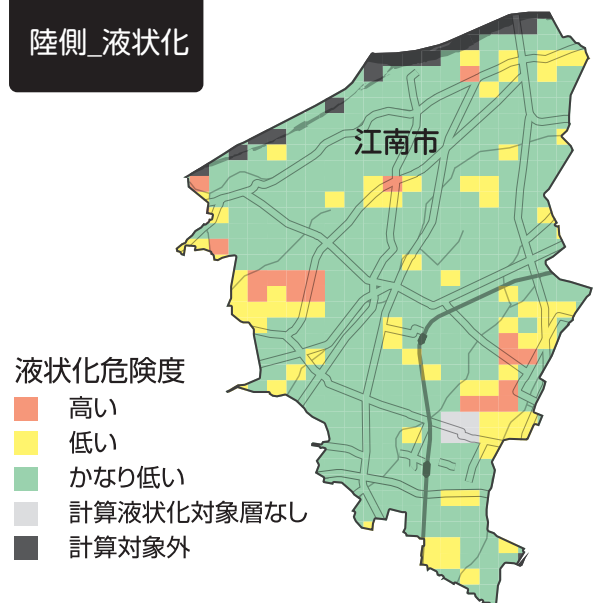 陸側_液状化
江南市
液状化危険度
高い
低い
かなり低い
計算液状化対象層なし
計算対象外